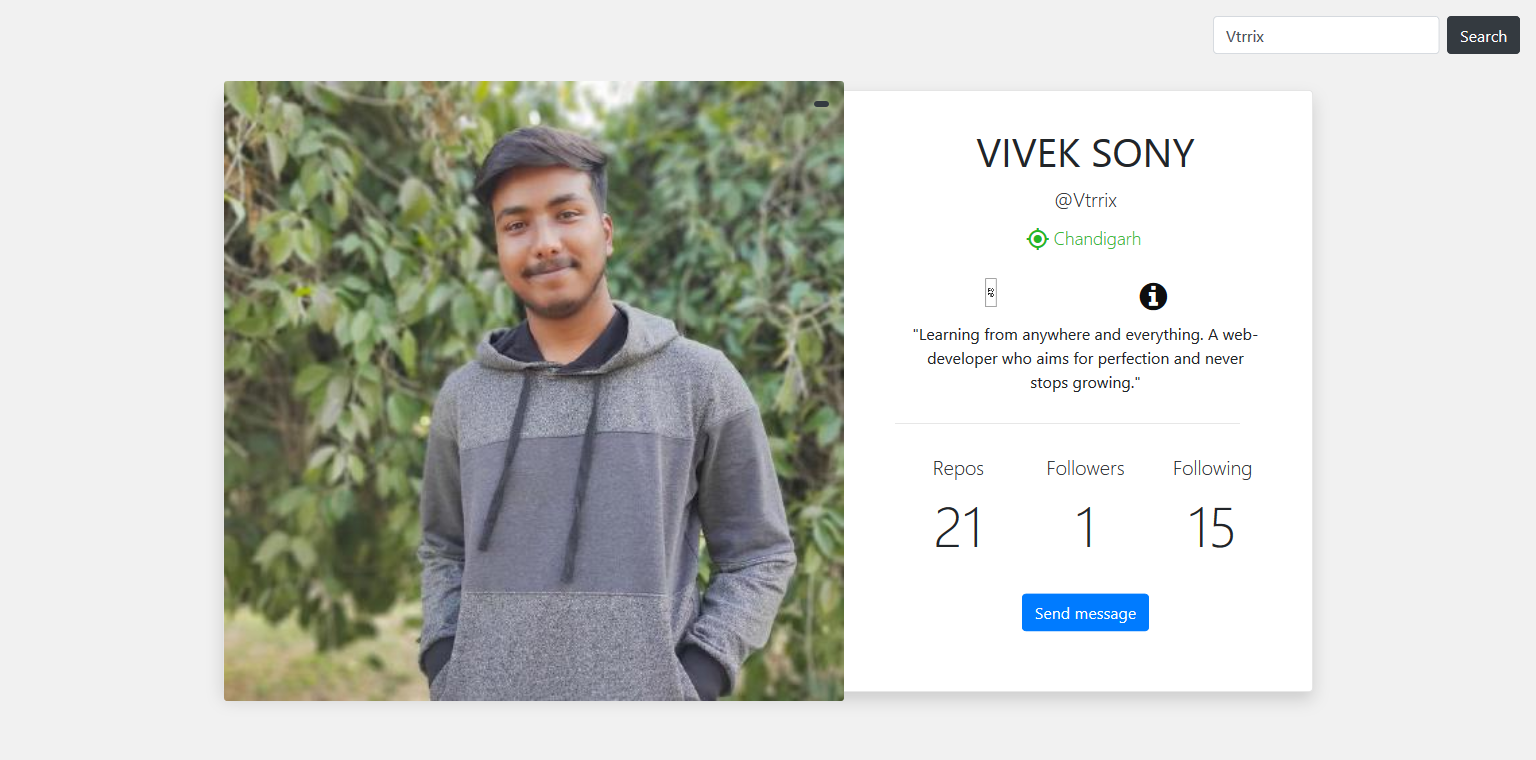 Vtrrix
Search
VIVEK SONY
@Vtrrix
Chandigarh
"Learning from anywhere and everything. A web-
developer who aims for perfection and never
stops growing."
Repos Followers Following
21 1 15
Send message